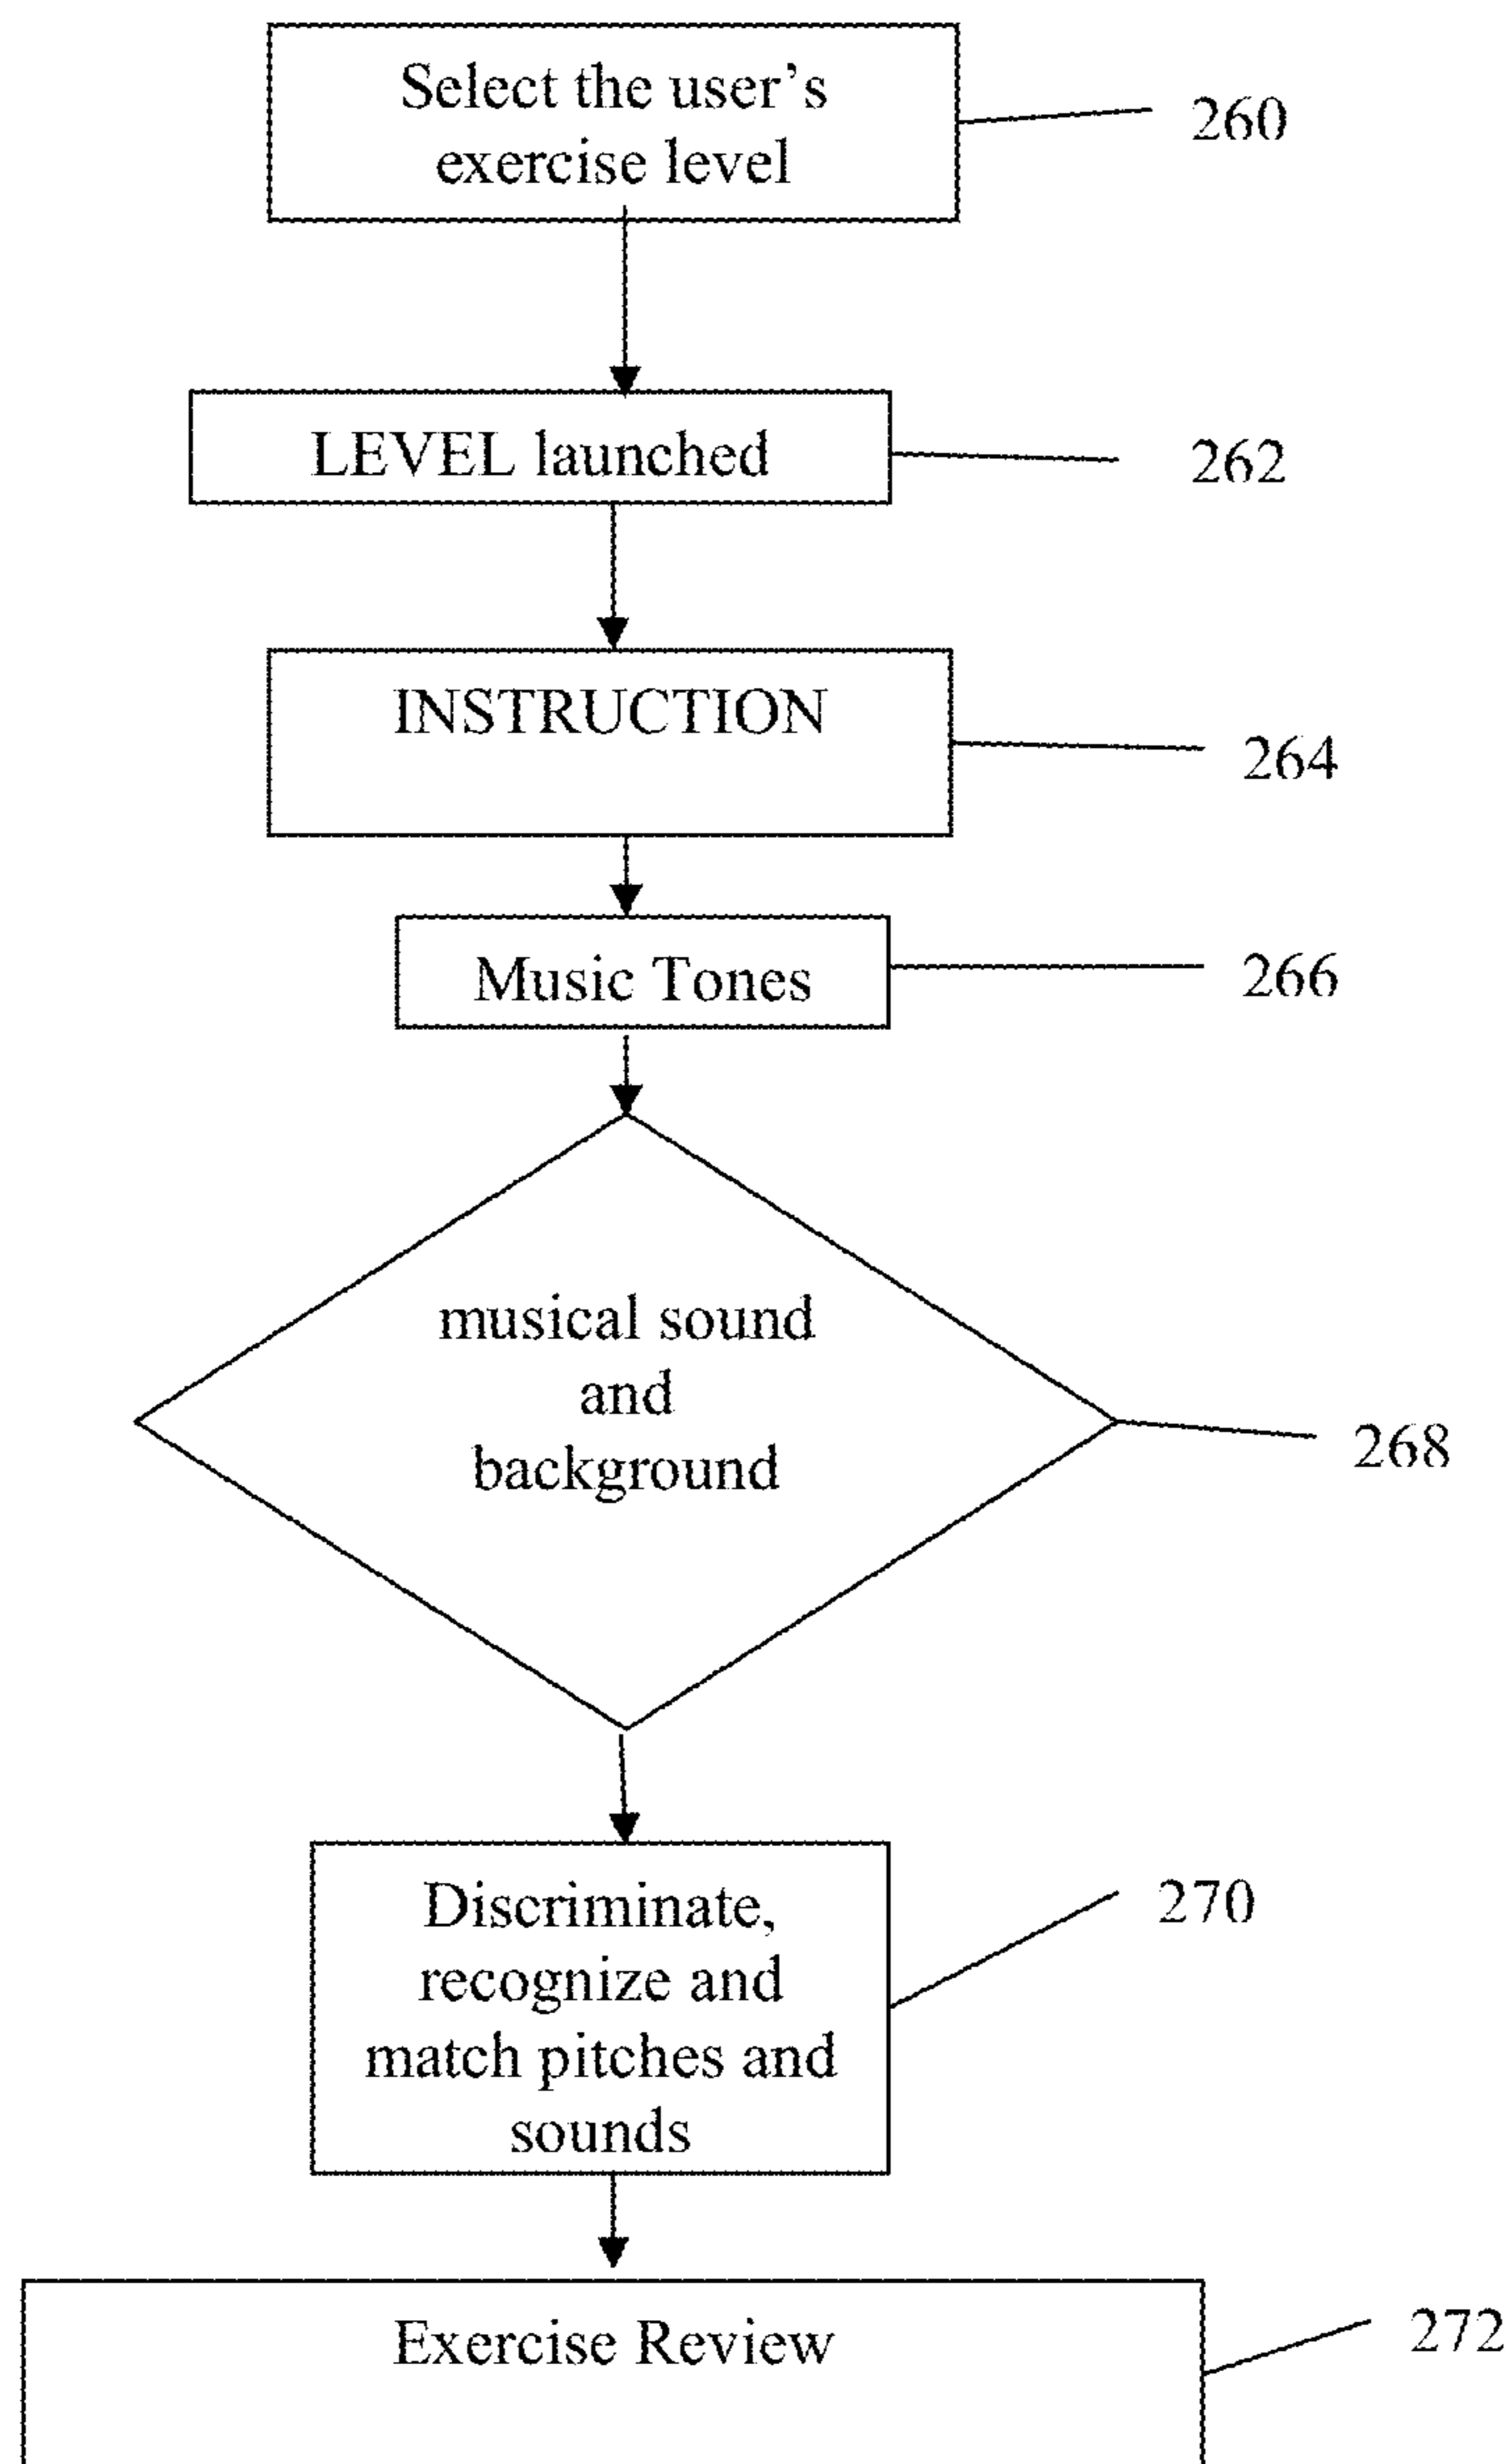 Select the user's
exercise level
260
LEVEL launched
262
INSTRUCTION
264
Music Tones
266
musical sound
and
background
268
Discriminate,
recognize and
match pitches and
sounds
270
Exercise Review
272